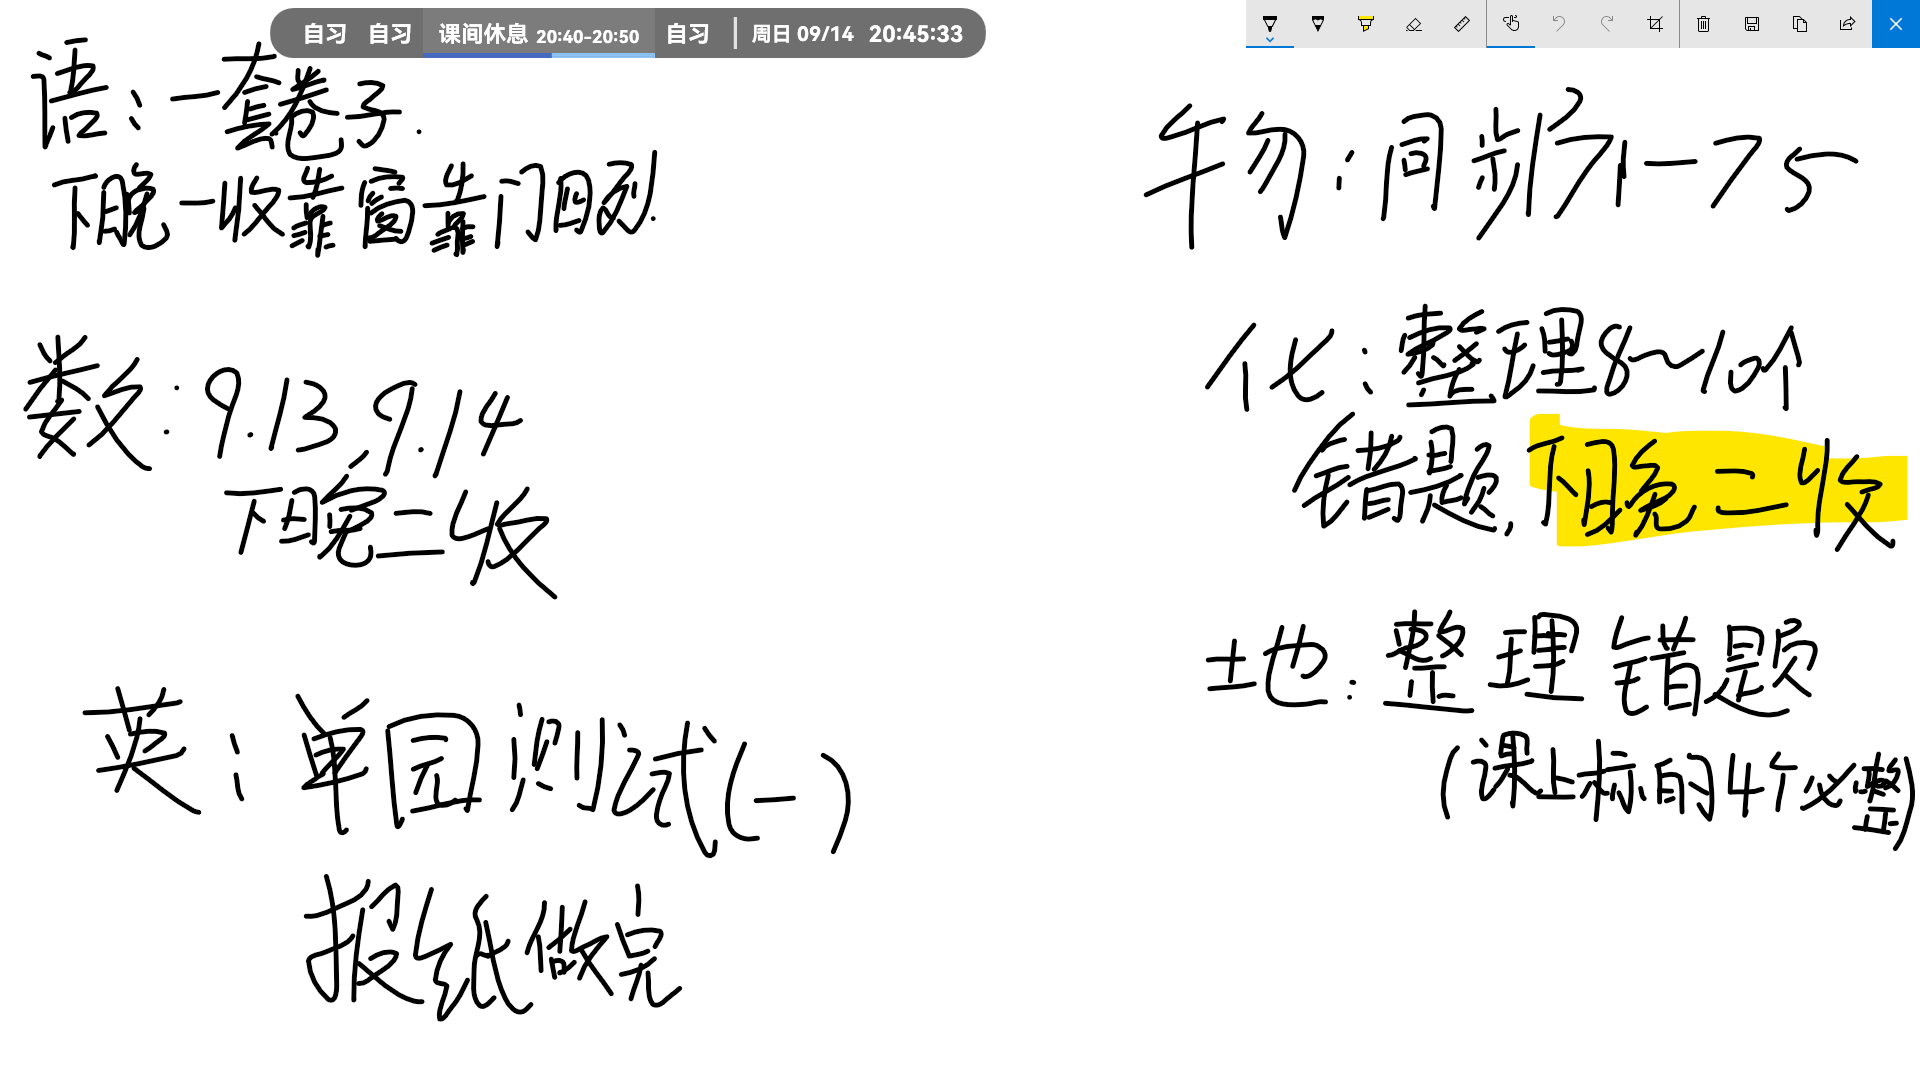 自习 自习 课间休息 20:40-20:50 自习 周日 09/14 20:45:33
语：一套卷子.
下晚一收靠窗靠门四列.
数：9.13, 9.14
下晚二收
英：单园测试(一)
报纸做完
物：同步P71-75
化：整理8~10个
错题,下晚二收
地：整理错题
(课上标的4个必整)